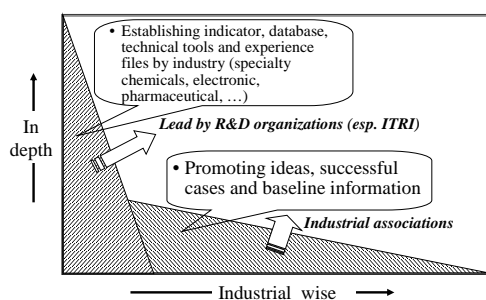 • Establishing indicator, database,
technical tools and experience
files by industry (specialty
chemicals, electronic,
pharmaceutical, …)
In
depth
Lead by R&D organizations (esp. ITRI)
• Promoting ideas, successful
cases and baseline information
Industrial associations
Industrial wise